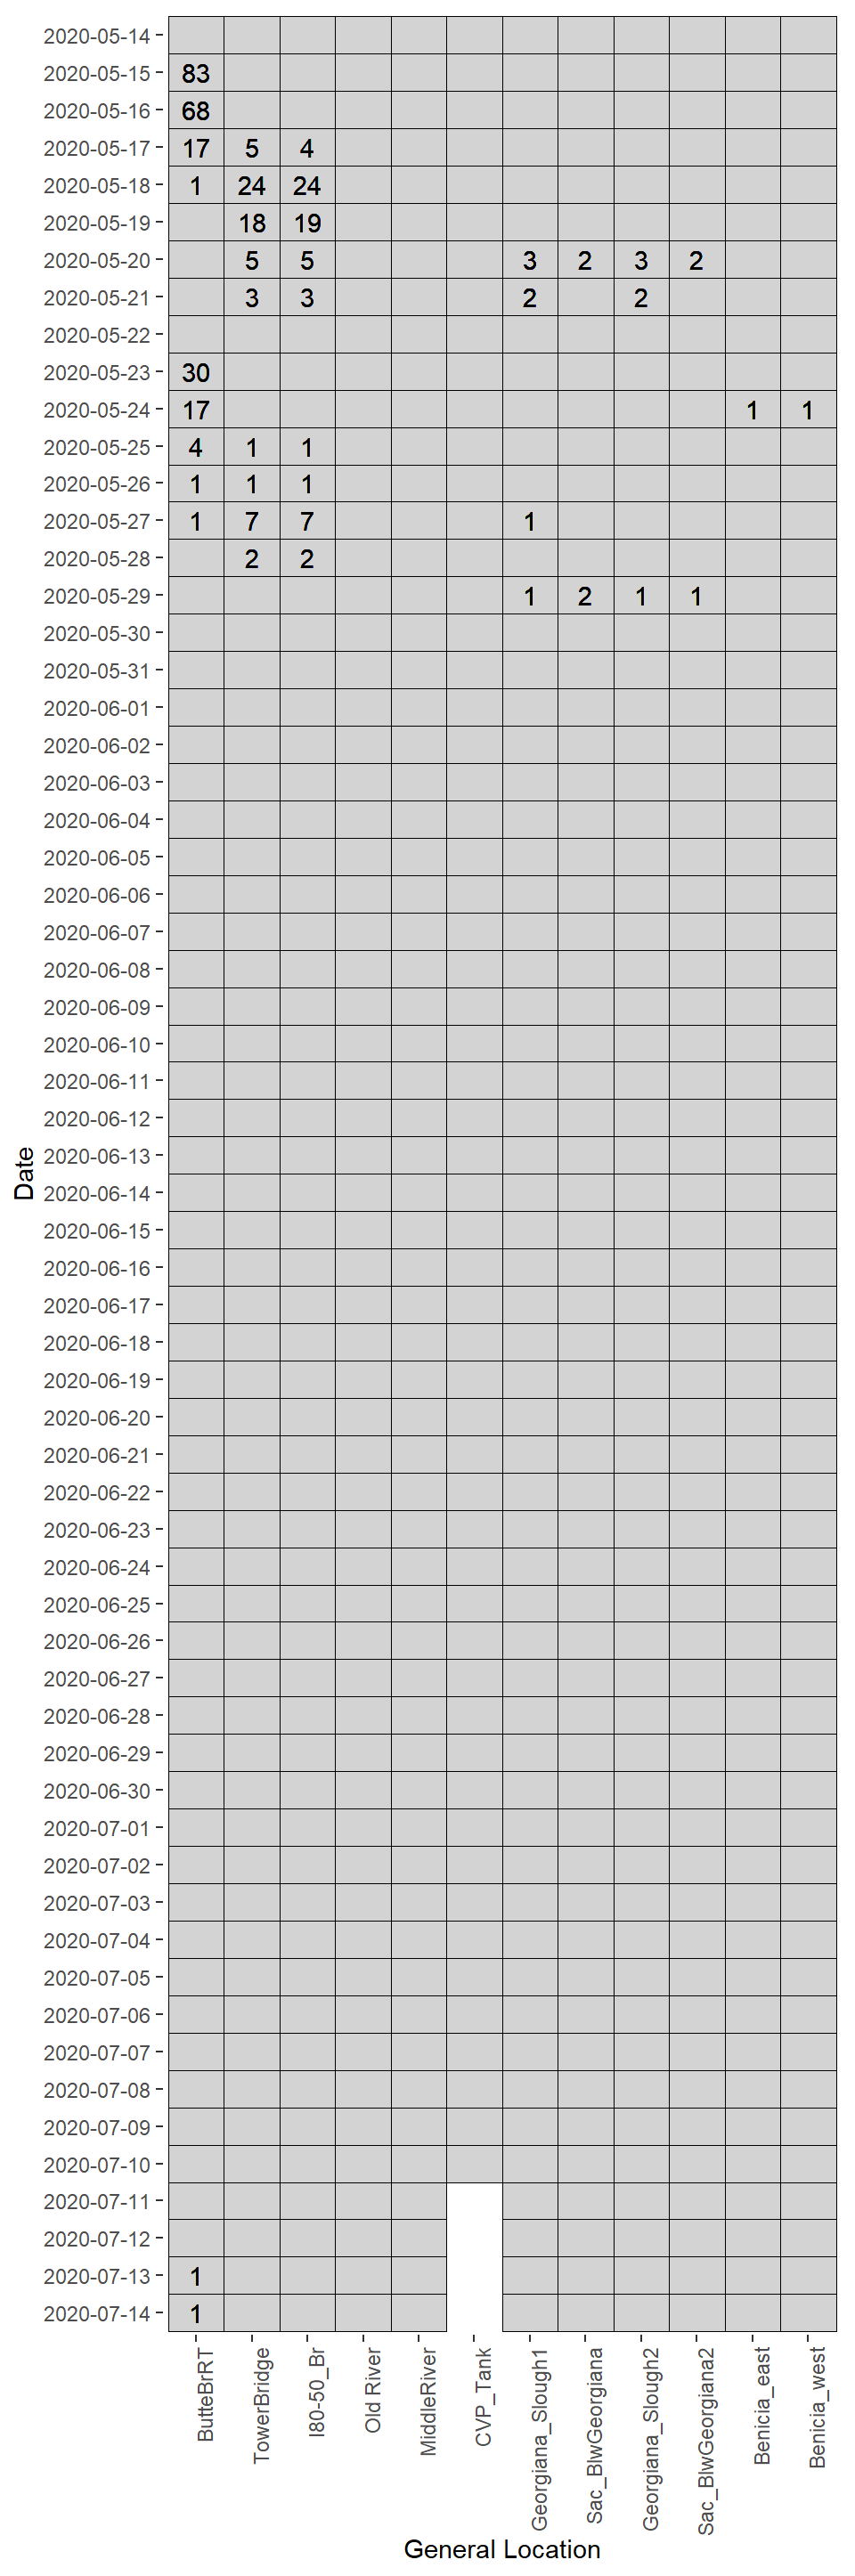 2020-05-14
2020-05-15 83
2020-05-16 68
2020-05-17 17 5 4
2020-05-18 1 24 24
2020-05-19 18 19
2020-05-20 5 5 3 2 3 2
2020-05-21 3 3 2 2
2020-05-22
2020-05-23 30
2020-05-24 17 1 1
2020-05-25 4 1 1
2020-05-26 1 1 1
2020-05-27 1 7 7 1
2020-05-28 2 2
2020-05-29 1 2 1 1
2020-05-30
2020-05-31
2020-06-01
2020-06-02
2020-06-03
2020-06-04
2020-06-05
2020-06-06
2020-06-07
2020-06-08
2020-06-09
2020-06-10
2020-06-11
2020-06-12
2020-06-13
2020-06-14
2020-06-15
2020-06-16
2020-06-17
2020-06-18
2020-06-19
2020-06-20
2020-06-21
2020-06-22
2020-06-23
2020-06-24
2020-06-25
2020-06-26
2020-06-27
2020-06-28
2020-06-29
2020-06-30
2020-07-01
2020-07-02
2020-07-03
2020-07-04
2020-07-05
2020-07-06
2020-07-07
2020-07-08
2020-07-09
2020-07-10
2020-07-11
2020-07-12
2020-07-13 1
2020-07-14 1
Date
ButteBrRT
TowerBridge
I80-50_Br
Old River
MiddleRiver
CVP_Tank
Georgiana_Slough1
Sac_BlwGeorgiana
Georgiana_Slough2
Sac_BlwGeorgiana2
Benicia_east
Benicia_west
General Location